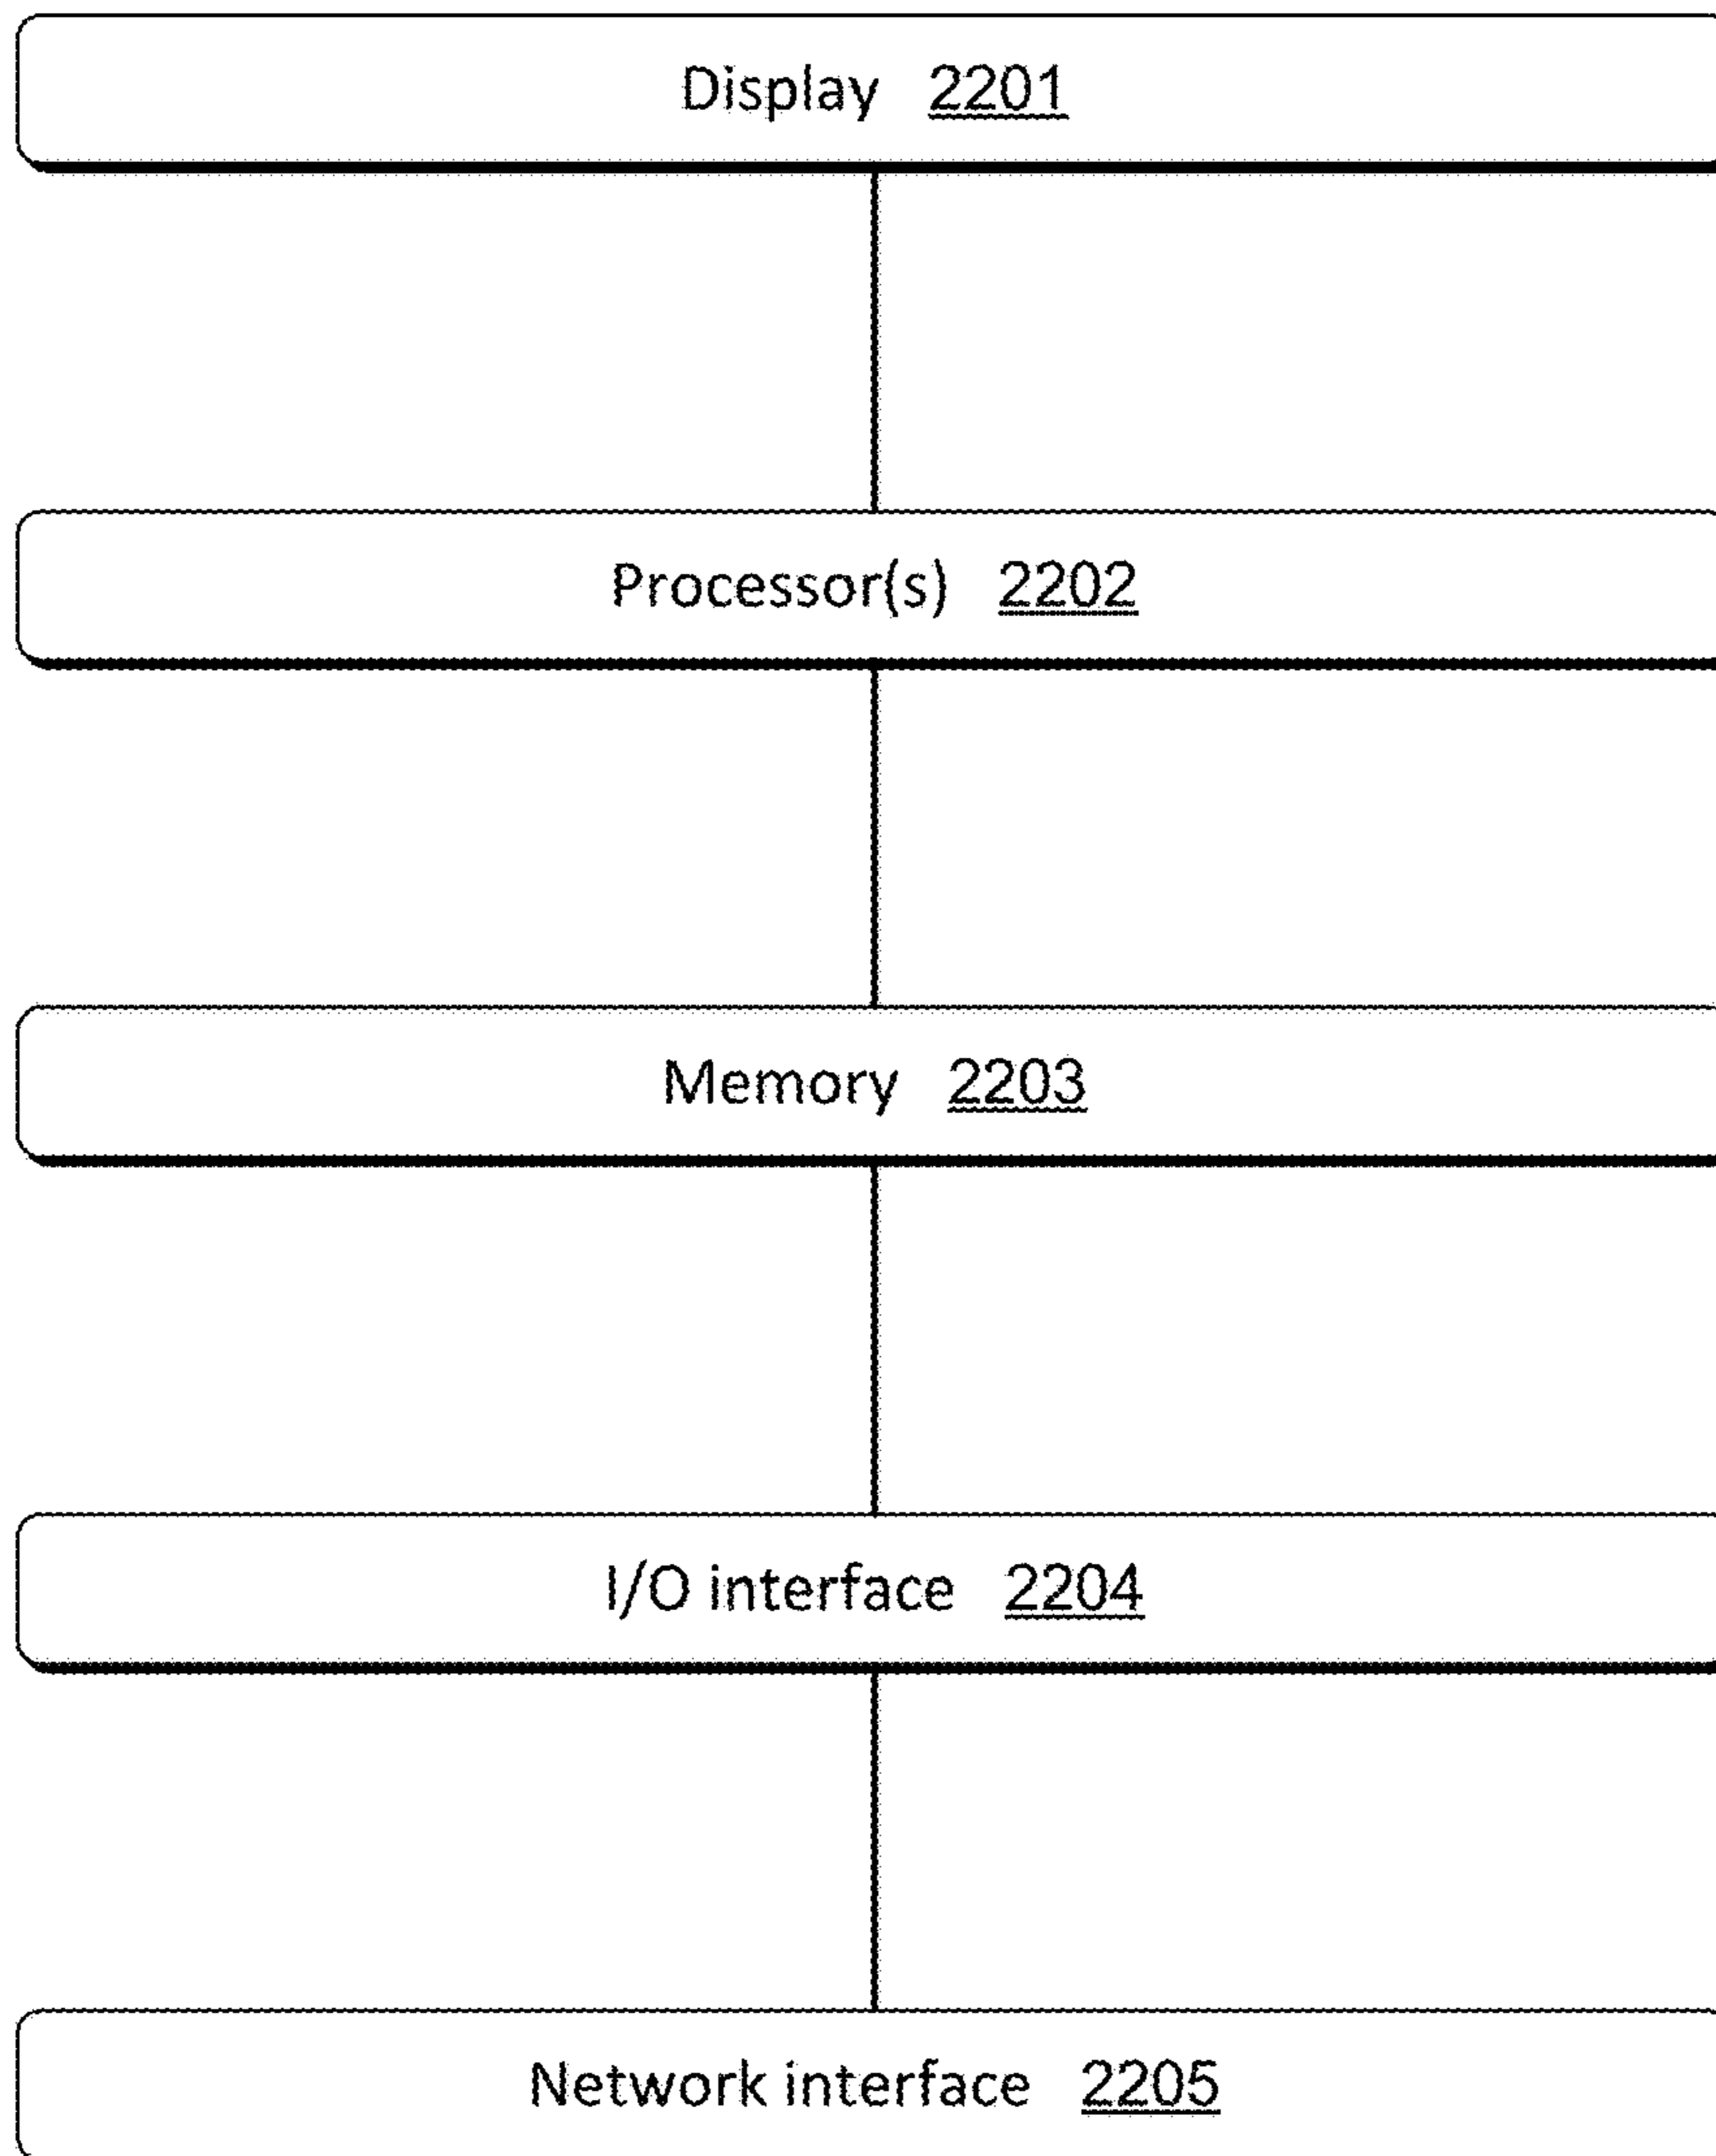 Display 2201
Processor(s) 2202
Memory 2203
I/O interface 2204
Network interface 2205